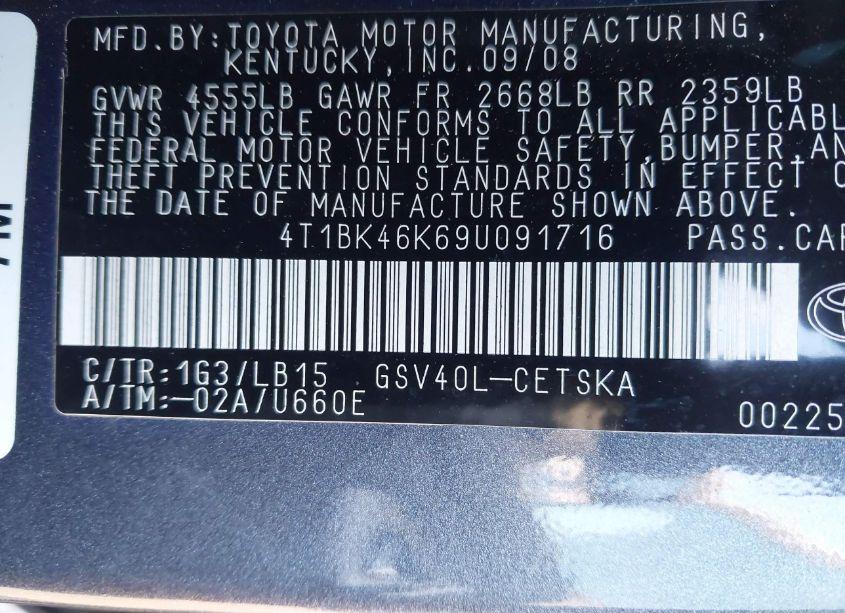 MFD. BY: TOYOTA MOTOR MANUFACTURING,
KENTUCKY, INC. 09/08
GVWR 4555LB GAWR FR 2668LB RR 2359LB
THIS VEHICLE CONFORMS TO ALL
FEDERAL MOTOR VEHICLE SAFETY, BUMPER,
THEFT PREVENTION STANDARDS IN EFFECT
THE DATE OF MANUFACTURE SHOWN ABOVE.
4T1BK46K69U091716 PASS. CAR
C/TR: 1G3/LB15 GSV40L-CETSKA
A/TM: -02A/U660E
00225